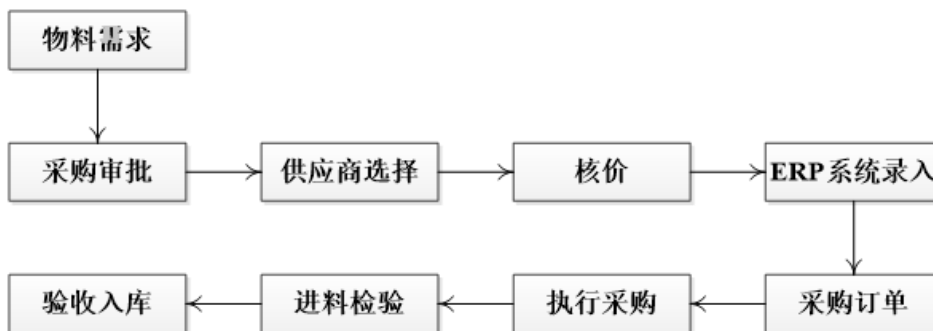 物料需求
采购审批
供应商选择
核价
ERP系统录入
采购订单
执行采购
进料检验
验收入库